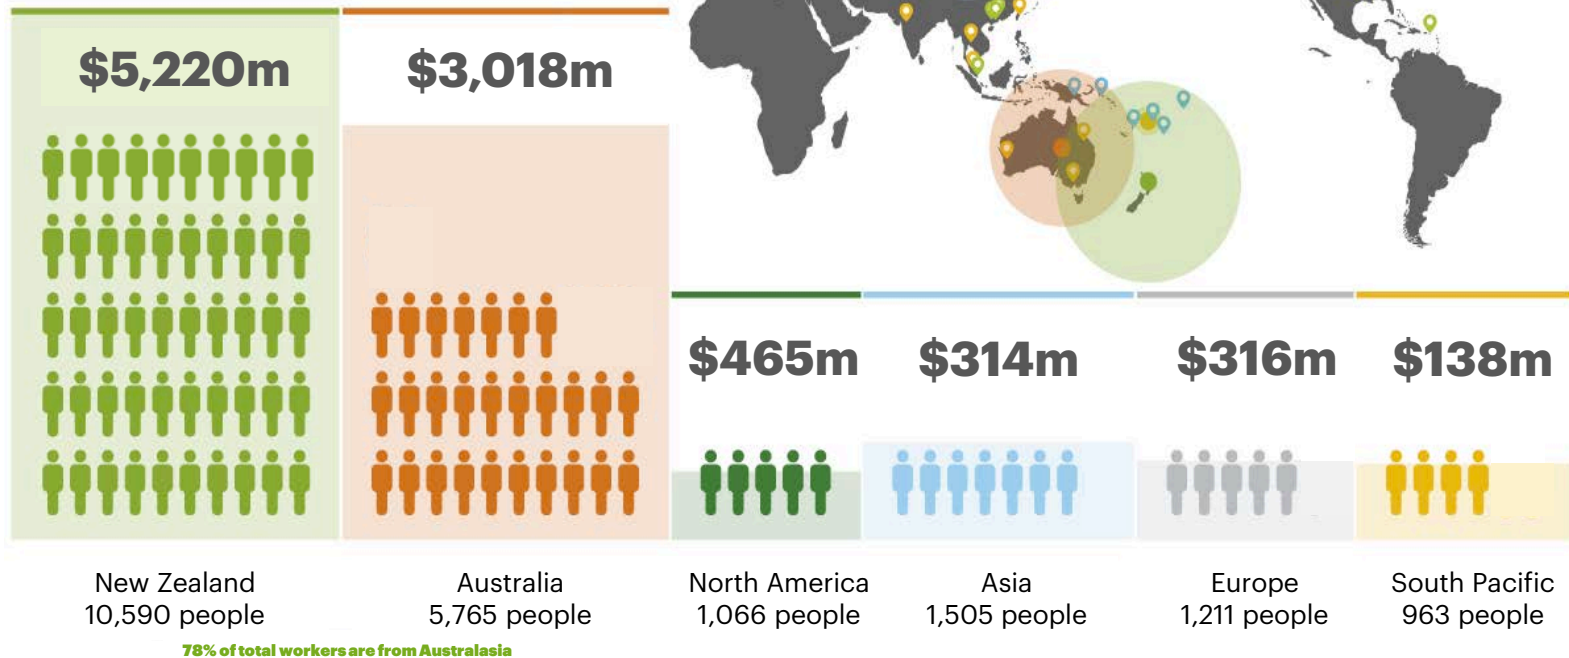 $5,220m
$3,018m
$465m
$314m
$316m
$138m
New Zealand
10,590 people
Australia
5,765 people
North America
1,066 people
Asia
1,505 people
Europe
1,211 people
South Pacific
963 people
78% of total workers are from Australasia